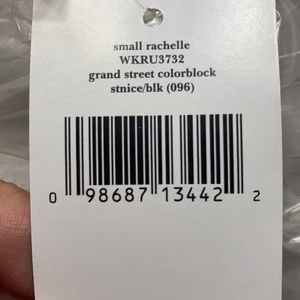 small rachelle
WKRU3732
grand street colorblock
stnice/blk (096)
0 98687 13442 2